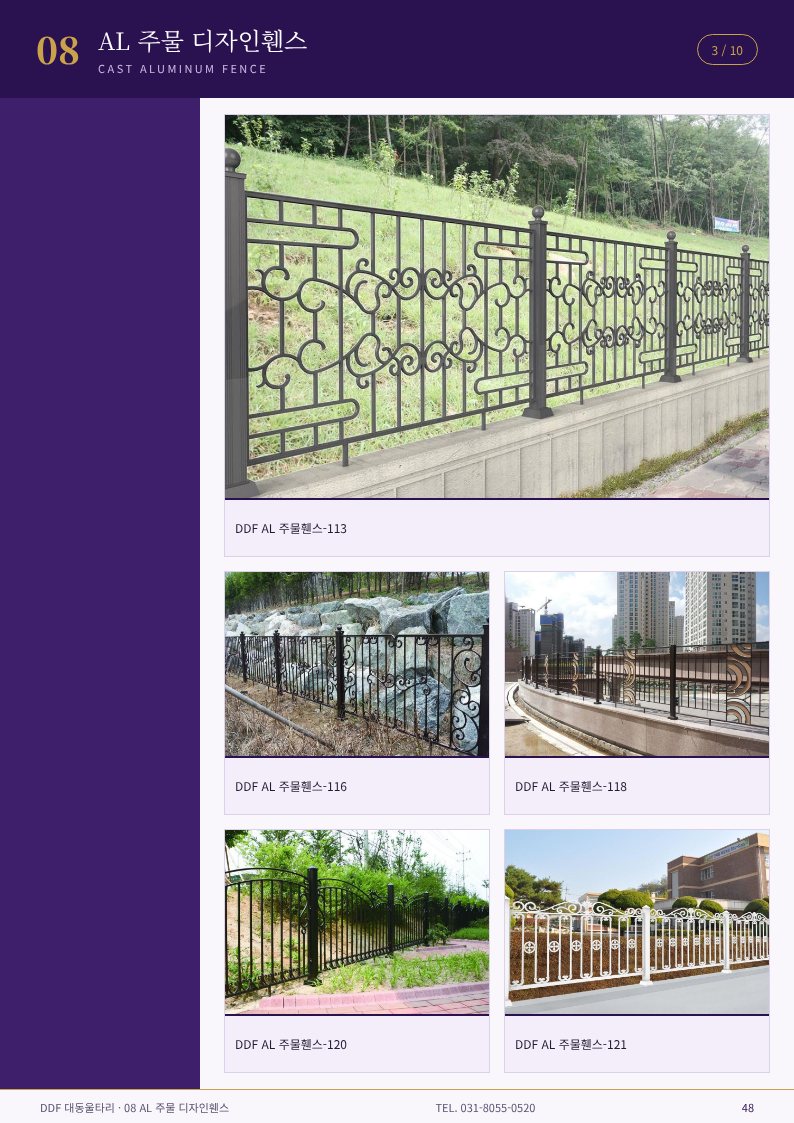 08
AL 주물 디자인휀스
CAST ALUMINUM FENCE
3 / 10
DDF AL 주물휀스-113
DDF AL 주물휀스-116
DDF AL 주물휀스-118
DDF AL 주물휀스-120
DDF AL 주물휀스-121
DDF 대동울타리 · 08 AL 주물 디자인휀스
TEL. 031-8055-0520
48